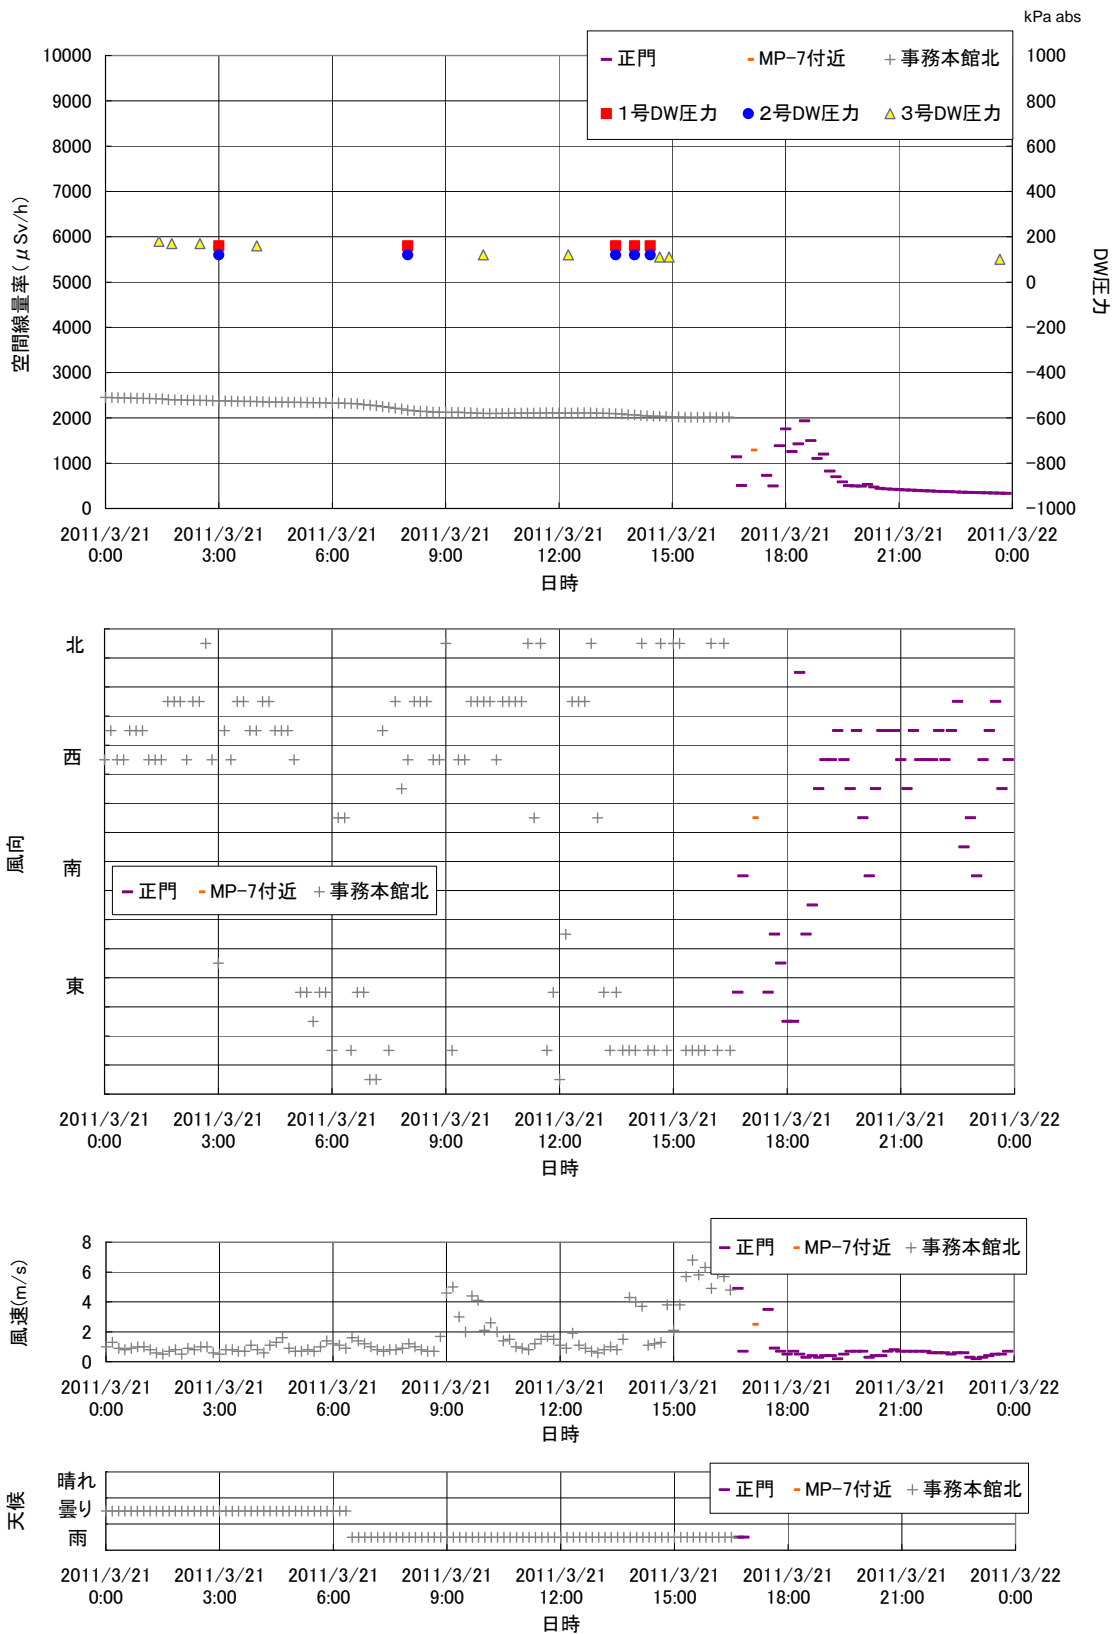 kPa abs
正門 MP-7付近 事務本館北
1号DW圧力 2号DW圧力 3号DW圧力
10000 1000
9000 800
8000 600
7000 400
6000 200
5000 0
4000 -200
3000 -400
2000 -600
1000 -800
0 -1000
空間線量率(μSv/h)
DW圧力
2011/3/21 2011/3/21 2011/3/21 2011/3/21 2011/3/21 2011/3/21 2011/3/21 2011/3/21 2011/3/22
0:00 3:00 6:00 9:00 12:00 15:00 18:00 21:00 0:00
日時
北
西
南
東
風向
正門 MP-7付近 事務本館北
2011/3/21 2011/3/21 2011/3/21 2011/3/21 2011/3/21 2011/3/21 2011/3/21 2011/3/21 2011/3/22
0:00 3:00 6:00 9:00 12:00 15:00 18:00 21:00 0:00
日時
正門 MP-7付近 事務本館北
8
6
4
2
0
風速(m/s)
2011/3/21 2011/3/21 2011/3/21 2011/3/21 2011/3/21 2011/3/21 2011/3/21 2011/3/21 2011/3/22
0:00 3:00 6:00 9:00 12:00 15:00 18:00 21:00 0:00
日時
正門 MP-7付近 事務本館北
晴れ
曇り
雨
天候
2011/3/21 2011/3/21 2011/3/21 2011/3/21 2011/3/21 2011/3/21 2011/3/21 2011/3/21 2011/3/22
0:00 3:00 6:00 9:00 12:00 15:00 18:00 21:00 0:00
日時